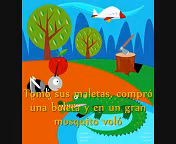 Tomó sus maletas, compró
una boleta y en un gran
mosquito voló